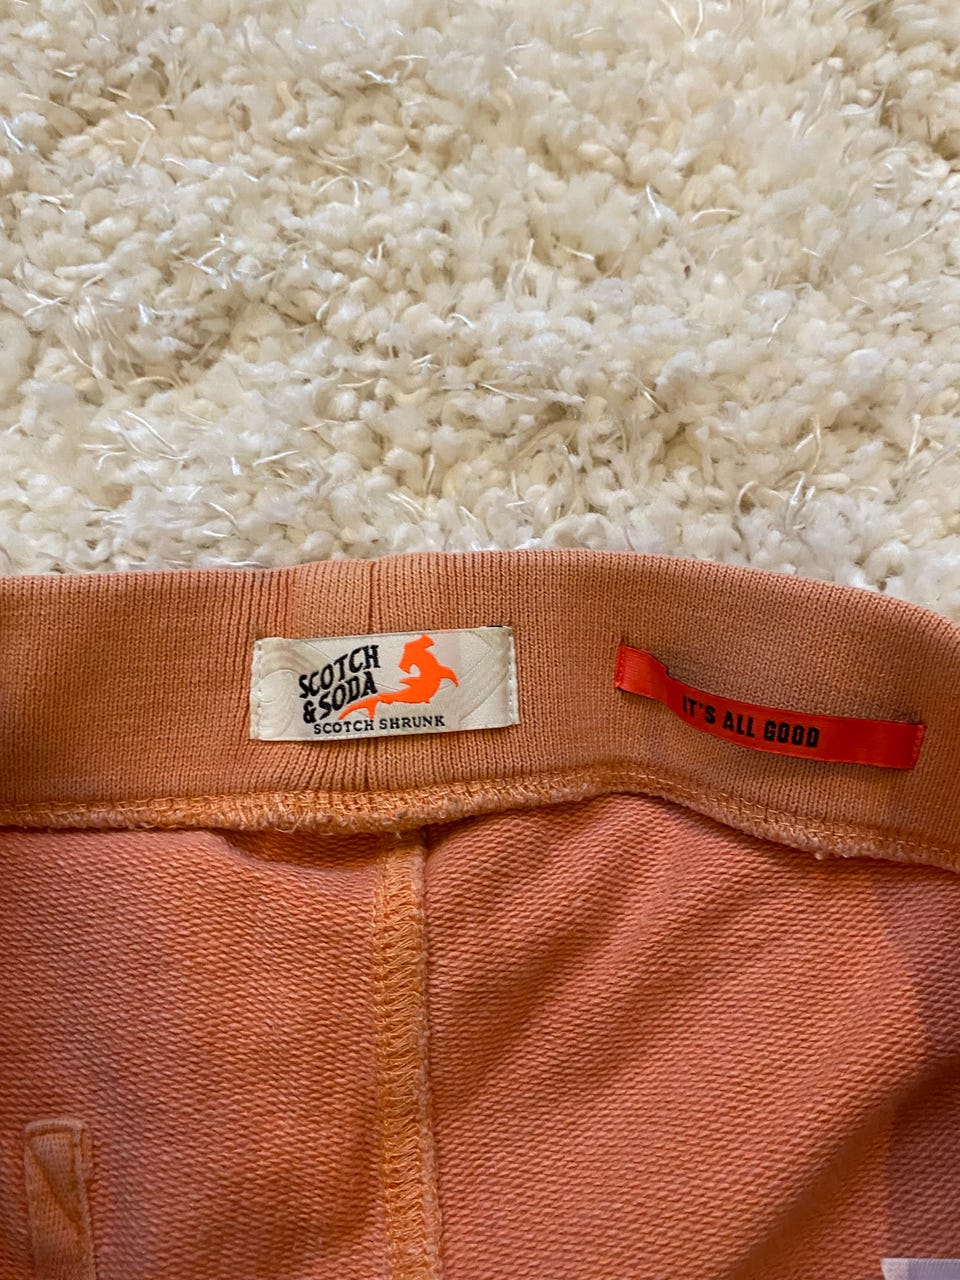 SCOTCH
& SODA
SCOTCH SHRUNK
IT'S ALL GOOD